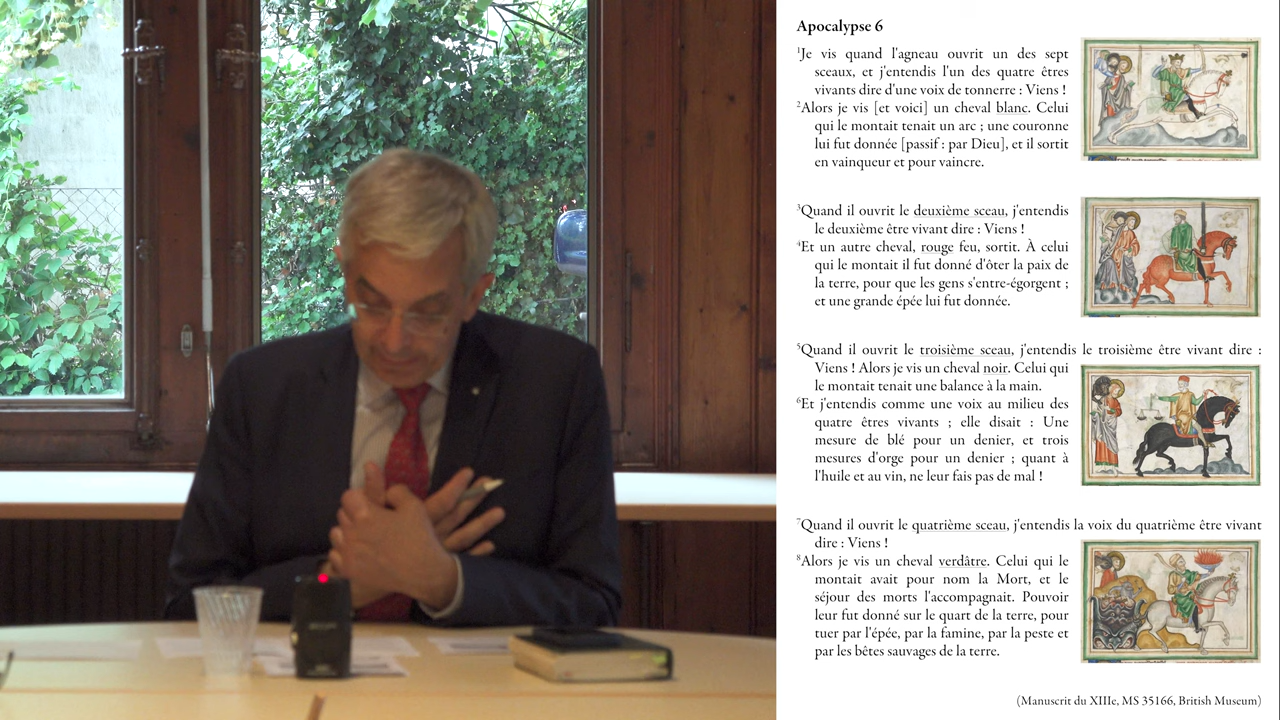 Apocalypse 6
1Je vis quand l'agneau ouvrit un des sept
sceaux, et j'entendis l'un des quatre êtres
vivants dire d'une voix de tonnerre : Viens !
2Alors je vis [et voici] un cheval blanc. Celui
qui le montait tenait un arc ; une couronne
lui fut donnée [passif : par Dieu], et il sortit
en vainqueur et pour vaincre.
3Quand il ouvrit le deuxième sceau, j'entendis
le deuxième être vivant dire : Viens !
4Et un autre cheval, rouge feu, sortit. À celui
qui le montait il fut donné d'ôter la paix de
la terre, pour que les gens s'entre-égorgent ;
et une grande épée lui fut donnée.
5Quand il ouvrit le troisième sceau, j'entendis le troisième être vivant dire :
Viens ! Alors je vis un cheval noir. Celui qui
le montait tenait une balance à la main.
6Et j'entendis comme une voix au milieu des
quatre êtres vivants ; elle disait : Une
mesure de blé pour un denier, et trois
mesures d'orge pour un denier ; quant à
l'huile et au vin, ne leur fais pas de mal !
7Quand il ouvrit le quatrième sceau, j'entendis la voix du quatrième être vivant
dire : Viens !
8Alors je vis un cheval verdâtre. Celui qui le
montait avait pour nom la Mort, et le
séjour des morts l'accompagnait. Pouvoir
leur fut donné sur le quart de la terre, pour
tuer par l'épée, par la famine, par la peste et
par les bêtes sauvages de la terre.
(Manuscrit du XIIIe, MS 35166, British Museum)